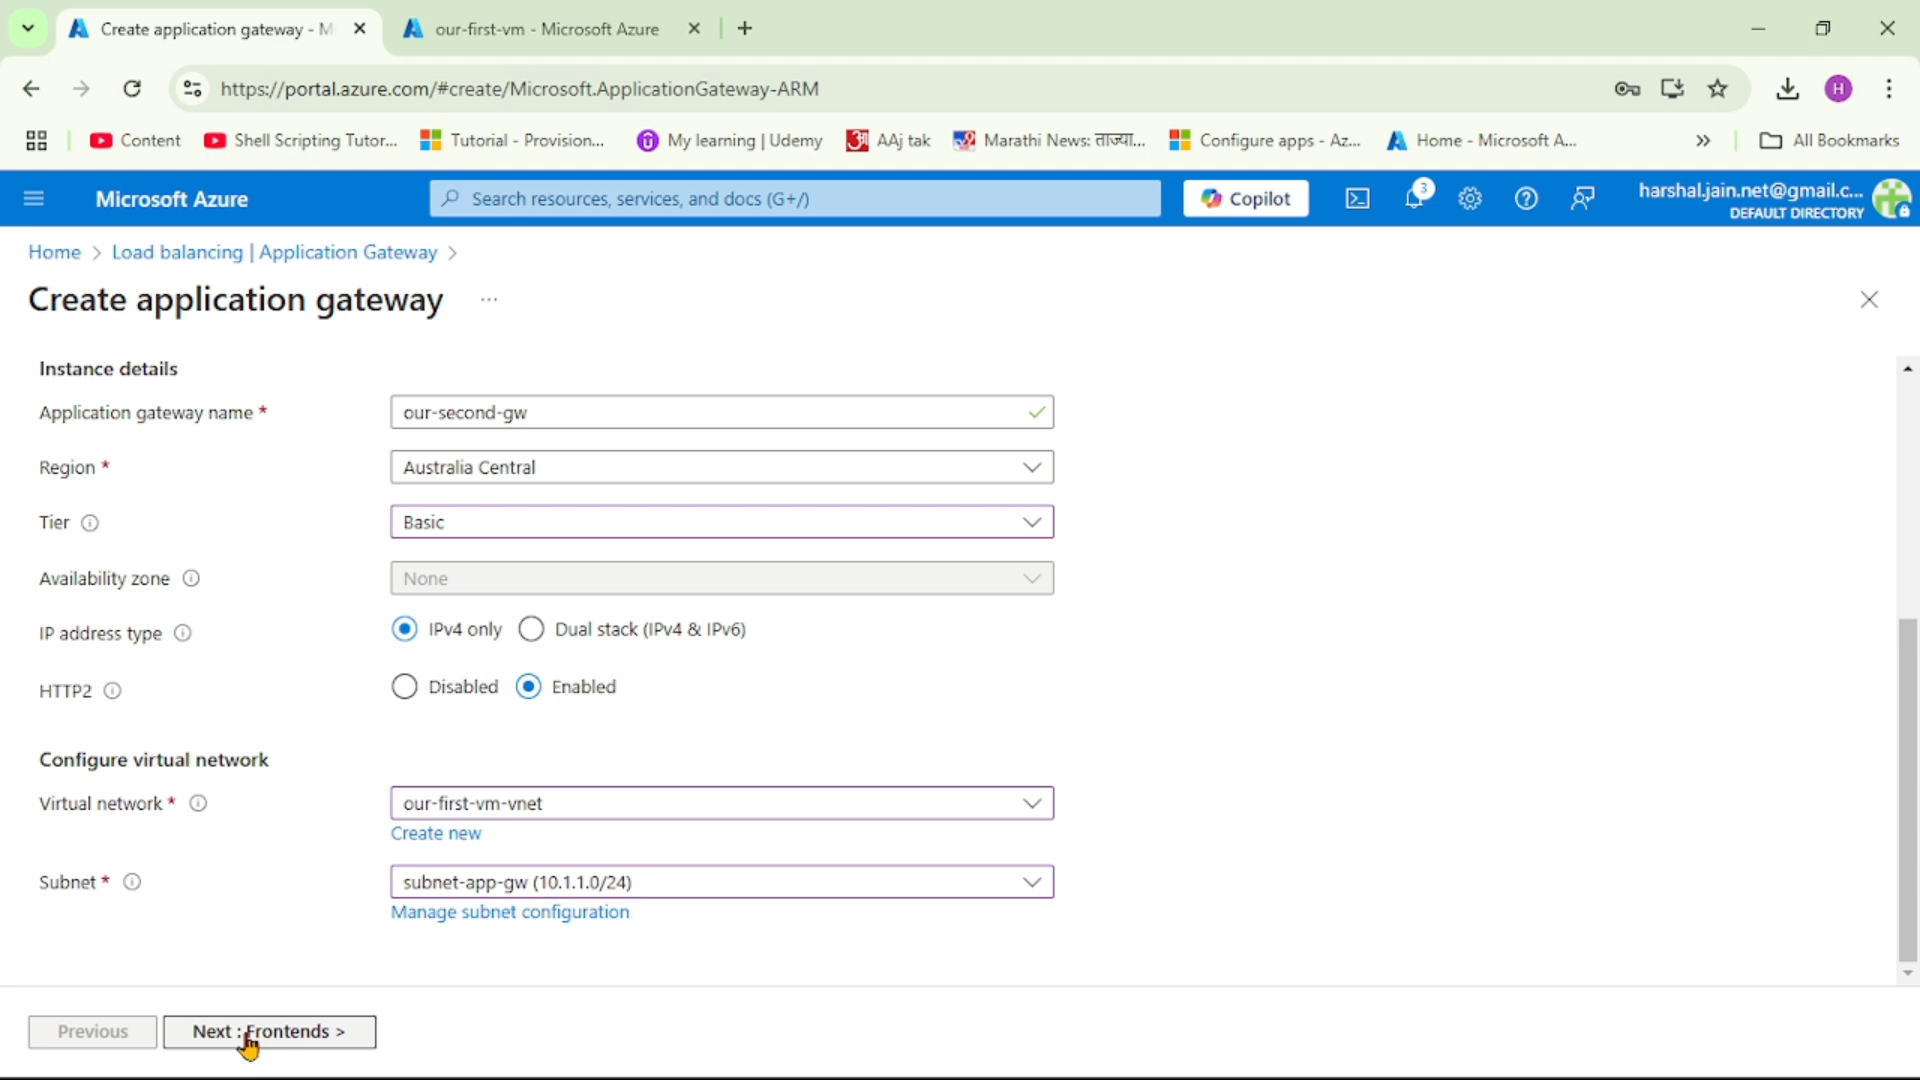 Create application gateway - M
our-first-vm - Microsoft Azure
https://portal.azure.com/#create/Microsoft.ApplicationGateway-ARM
H
Content
Shell Scripting Tutor...
Tutorial - Provision...
My learning | Udemy
AAj tak
Marathi News: ताज्या...
Configure apps - Az...
Home - Microsoft A...
All Bookmarks
Microsoft Azure
Search resources, services, and docs (G+/)
Copilot
3
harshal.jain.net@gmail.c...
DEFAULT DIRECTORY
Home > Load balancing | Application Gateway >
Create application gateway ...
Instance details
Application gateway name *
our-second-gw
Region *
Australia Central
Tier
Basic
Availability zone
None
IP address type
IPv4 only
Dual stack (IPv4 & IPv6)
HTTP2
Disabled
Enabled
Configure virtual network
Virtual network *
our-first-vm-vnet
Create new
Subnet *
subnet-app-gw (10.1.1.0/24)
Manage subnet configuration
Previous
Next : Frontends >